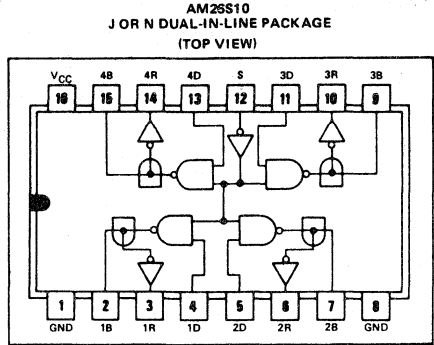 AM26S10
J OR N DUAL-IN-LINE PACKAGE
(TOP VIEW)
VCC 4B 4R 4D S 3D 3R 3B
16 15 14 13 12 11 10 9
1 2 3 4 5 6 7 8
GND 1B 1R 1D 2D 2R 2B GND